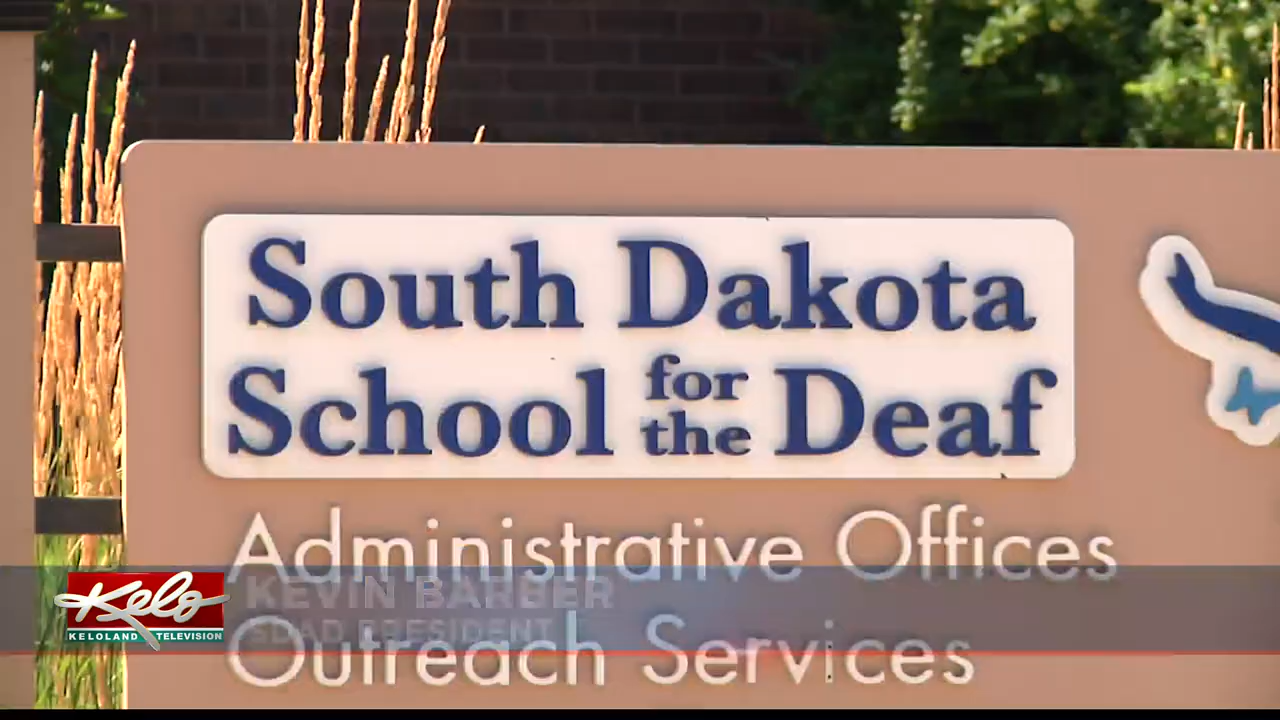 South Dakota
School for the Deaf
Administrative Offices
Outreach Services
Kelo
KELOLAND TELEVISION
KEVIN BARBER
SDAD PRESIDENT